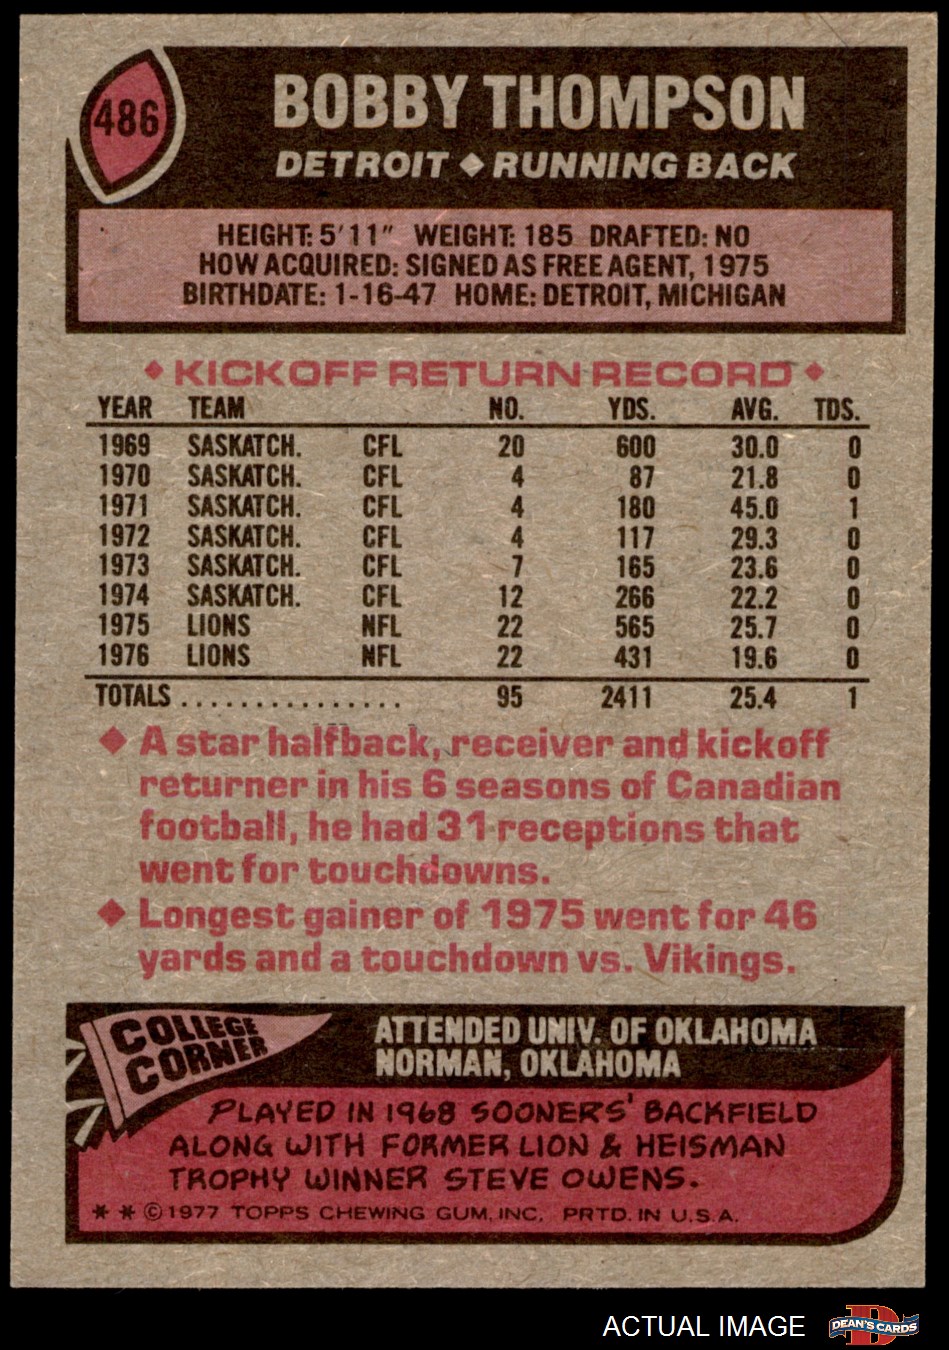 486
BOBBY THOMPSON
DETROIT ◆ RUNNING BACK
HEIGHT: 5'11" WEIGHT: 185 DRAFTED: NO
HOW ACQUIRED: SIGNED AS FREE AGENT, 1975
BIRTHDATE: 1-16-47 HOME: DETROIT, MICHIGAN
◆ KICKOFF RETURN RECORD ◆
YEAR TEAM NO. YDS. AVG. TDS.
1969 SASKATCH. CFL 20 600 30.0 0
1970 SASKATCH. CFL 4 87 21.8 0
1971 SASKATCH. CFL 4 180 45.0 1
1972 SASKATCH. CFL 4 117 29.3 0
1973 SASKATCH. CFL 7 165 23.6 0
1974 SASKATCH. CFL 12 266 22.2 0
1975 LIONS NFL 22 565 25.7 0
1976 LIONS NFL 22 431 19.6 0
TOTALS ............... 95 2411 25.4 1
◆ A star halfback, receiver and kickoff
returner in his 6 seasons of Canadian
football, he had 31 receptions that
went for touchdowns.
◆ Longest gainer of 1975 went for 46
yards and a touchdown vs. Vikings.
COLLEGE
CORNER
ATTENDED UNIV. OF OKLAHOMA
NORMAN, OKLAHOMA
PLAYED IN 1968 SOONERS' BACKFIELD
ALONG WITH FORMER LION & HEISMAN
TROPHY WINNER STEVE OWENS.
* * © 1977 TOPPS CHEWING GUM, INC. PRTD. IN U.S.A.
ACTUAL IMAGE
D
DEAN'S CARDS